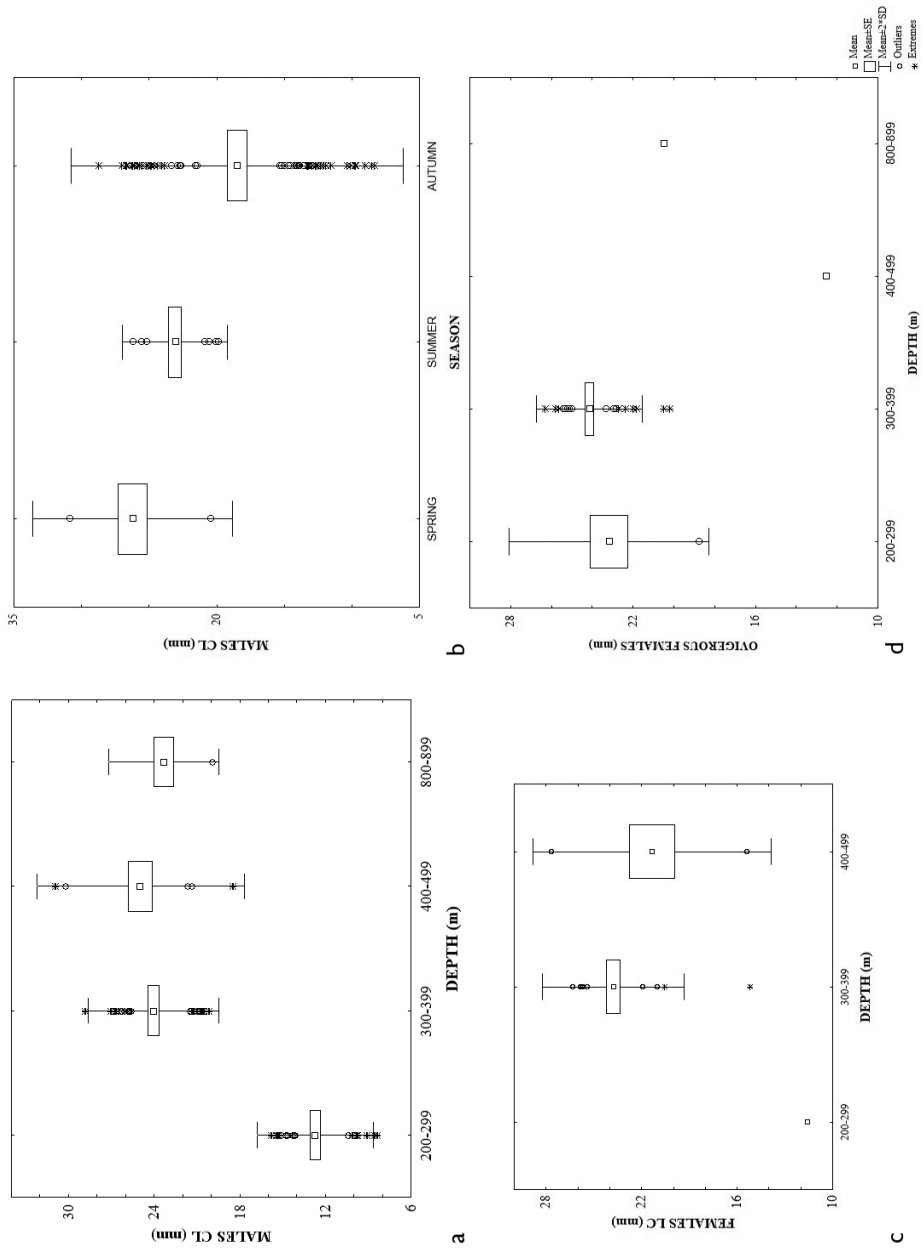 30
24
18
12
6
MALES CL (mm)
200-299
300-399
400-499
800-899
DEPTH (m)
a
35
20
5
MALES CL (mm)
SPRING
SUMMER
AUTUMN
SEASON
b
28
22
16
10
FEMALES LC (mm)
200-299
300-399
400-499
DEPTH (m)
c
28
22
16
10
OVIGEROUS FEMALES (mm)
200-299
300-399
400-499
800-899
DEPTH (m)
d
Mean
Mean±SE
Mean±2*SD
Outliers
Extremes